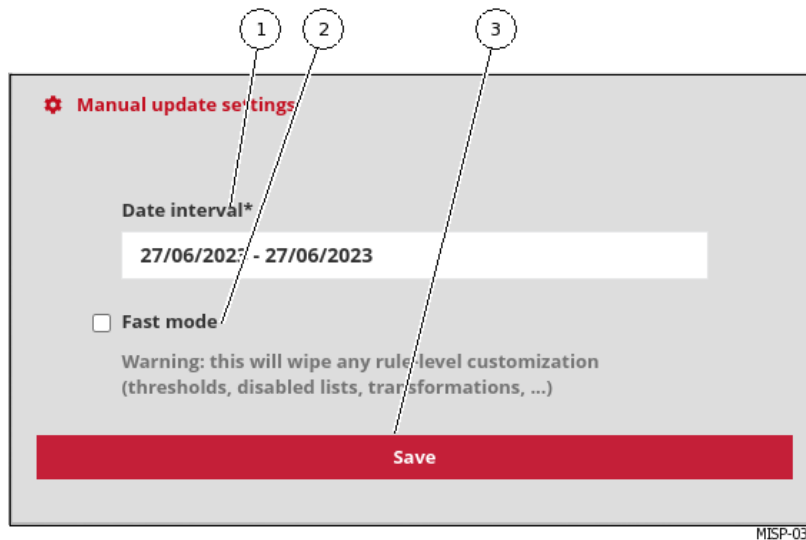 1 2 3
Manual update settings
Date interval*
27/06/2023 - 27/06/2023
Fast mode
Warning: this will wipe any rule-level customization
(thresholds, disabled lists, transformations, ...)
Save
MISP-03